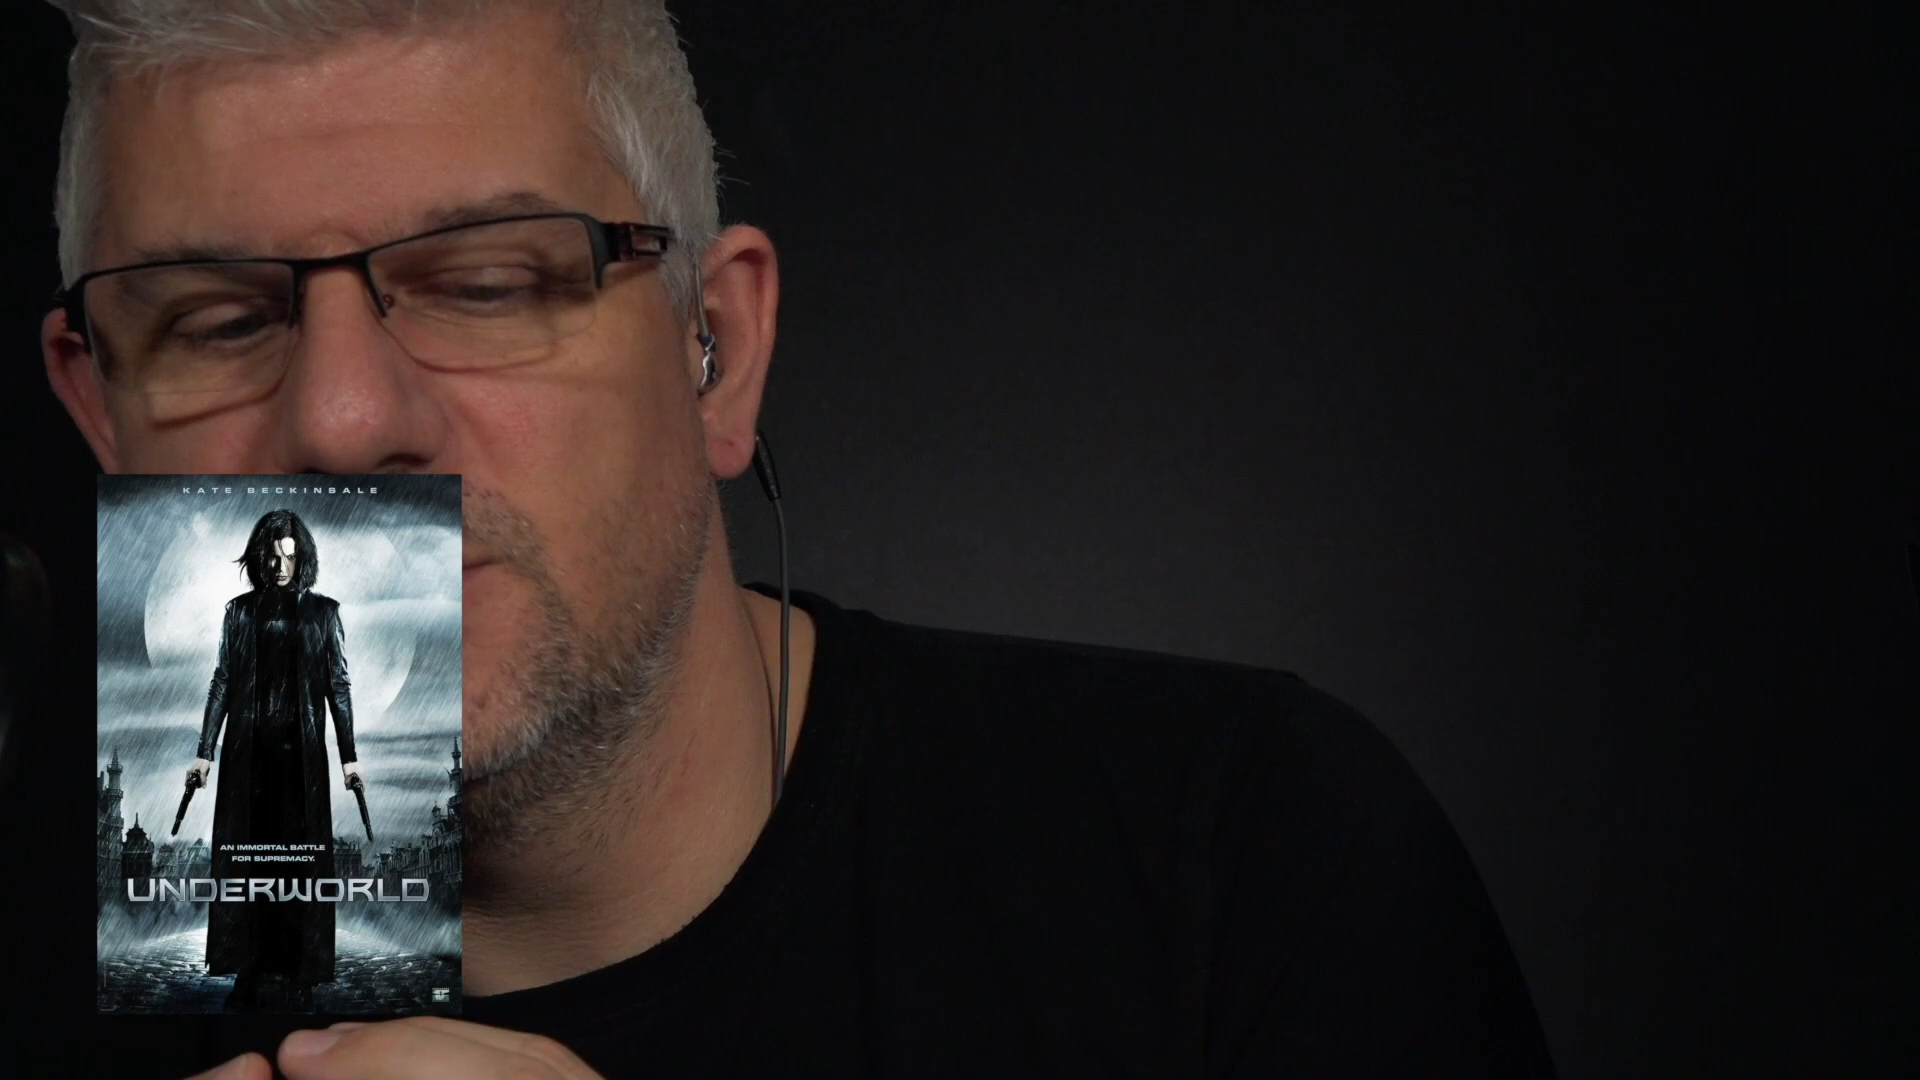 KATE BECKINSALE
AN IMMORTAL BATTLE
FOR SUPREMACY.
UNDERWORLD